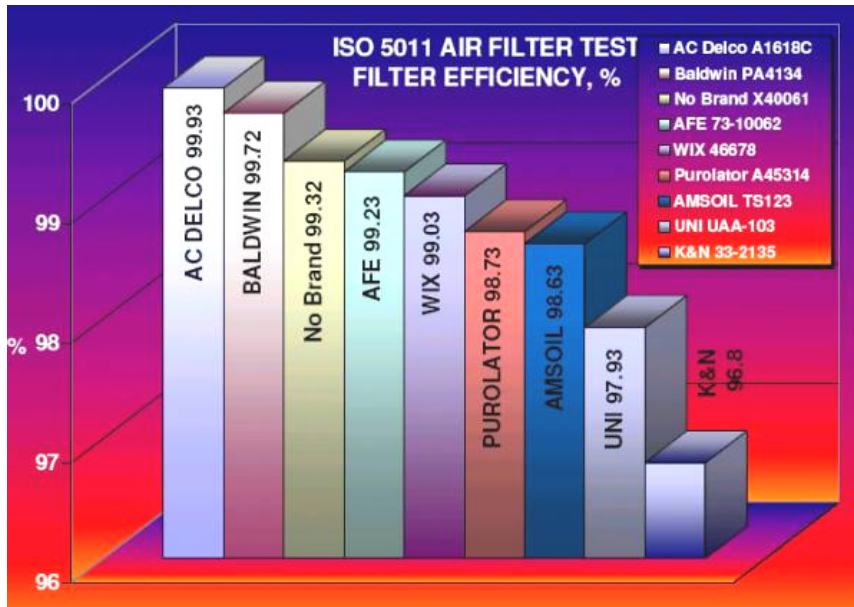 ISO 5011 AIR FILTER TEST
FILTER EFFICIENCY, %
AC Delco A1618C
Baldwin PA4134
No Brand X40061
AFE 73-10062
WIX 46678
Purolator A45314
AMSOIL TS123
UNI UAA-103
K&N 33-2135
100
99
98
97
96
%
AC DELCO 99.93
BALDWIN 99.72
No Brand 99.32
AFE 99.23
WIX 99.03
PUROLATOR 98.73
AMSOIL 98.63
UNI 97.93
K&N
96.8